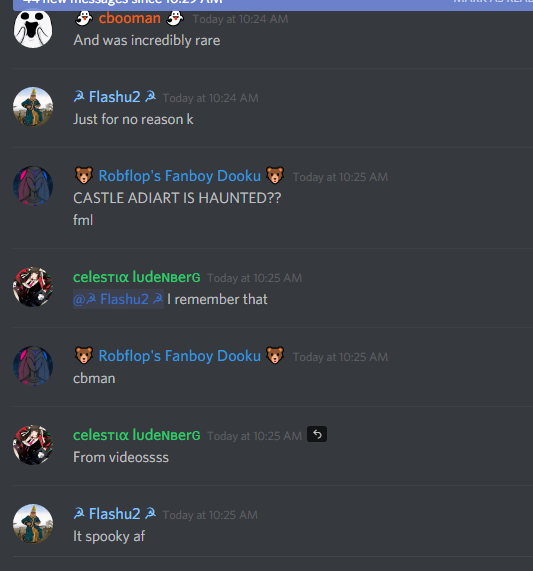 44 new messages since 10:29 AM MARK AS READ
👻 cbooman 👻 Today at 10:24 AM
And was incredibly rare
☭ Flashu2 ☭ Today at 10:24 AM
Just for no reason k
🐻 Robflop's Fanboy Dooku 🐻 Today at 10:25 AM
CASTLE ADIART IS HAUNTED??
fml
celesтια ludeɴвerɢ Today at 10:25 AM
@☭ Flashu2 ☭ I remember that
🐻 Robflop's Fanboy Dooku 🐻 Today at 10:25 AM
cbman
celesтια ludeɴвerɢ Today at 10:25 AM
From videossss
☭ Flashu2 ☭ Today at 10:25 AM
It spooky af